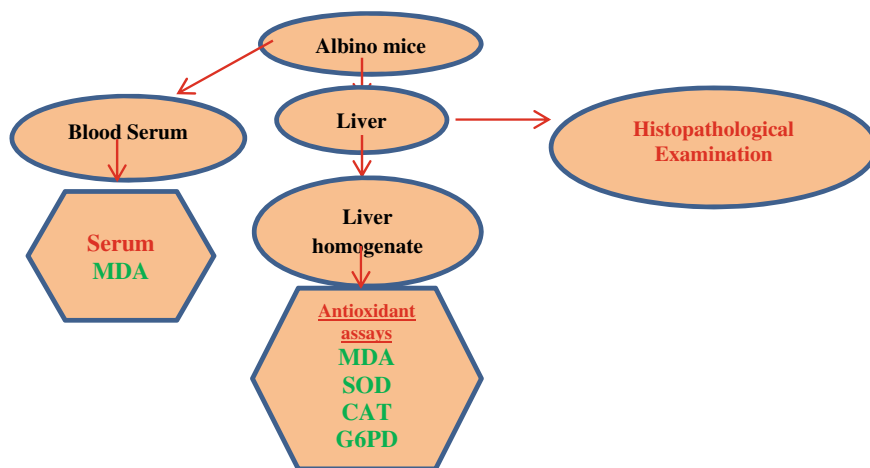 Albino mice
Blood Serum
Liver
Histopathological
Examination
Serum
MDA
Liver
homogenate
Antioxidant
assays
MDA
SOD
CAT
G6PD